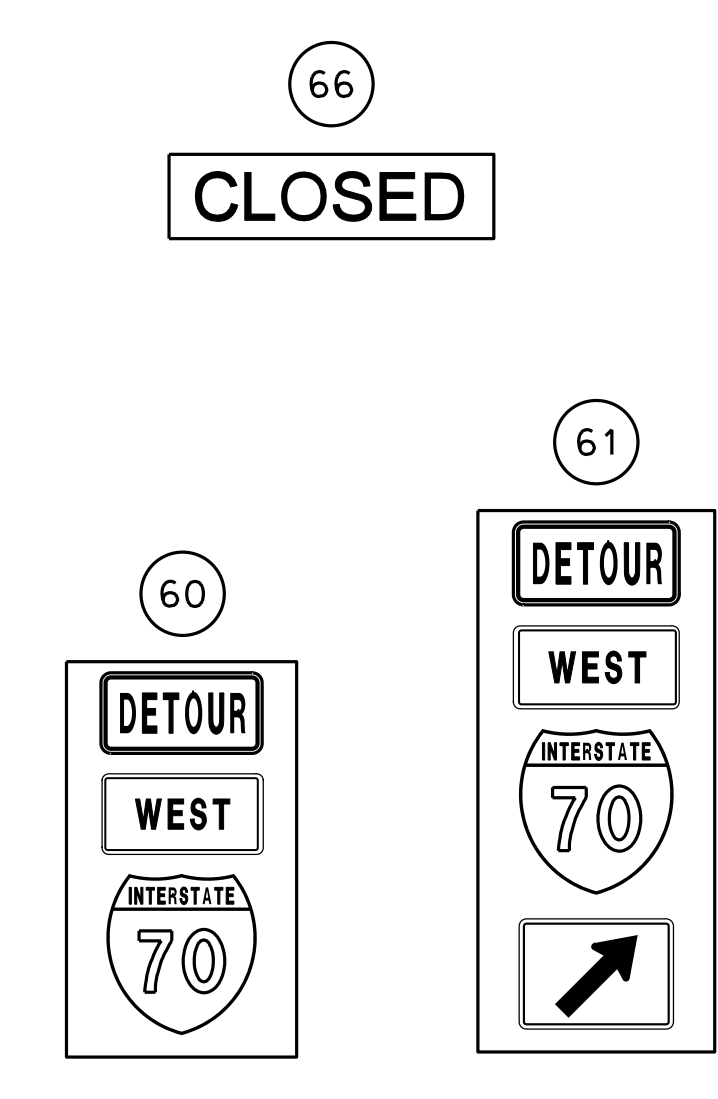 66
CLOSED
60
DETOUR
WEST
INTERSTATE
70
61
DETOUR
WEST
INTERSTATE
70